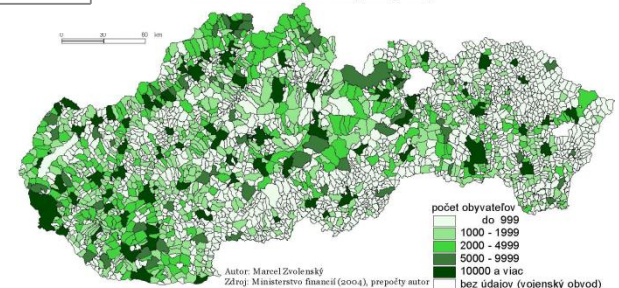 0 30 60 km
počet obyvateľov
do 999
1000 - 1999
2000 - 4999
5000 - 9999
10000 a viac
bez údajov (vojenský obvod)
Autor: Marcel Zvolenský
Zdroj: Ministerstvo financií (2004), prepočty autor